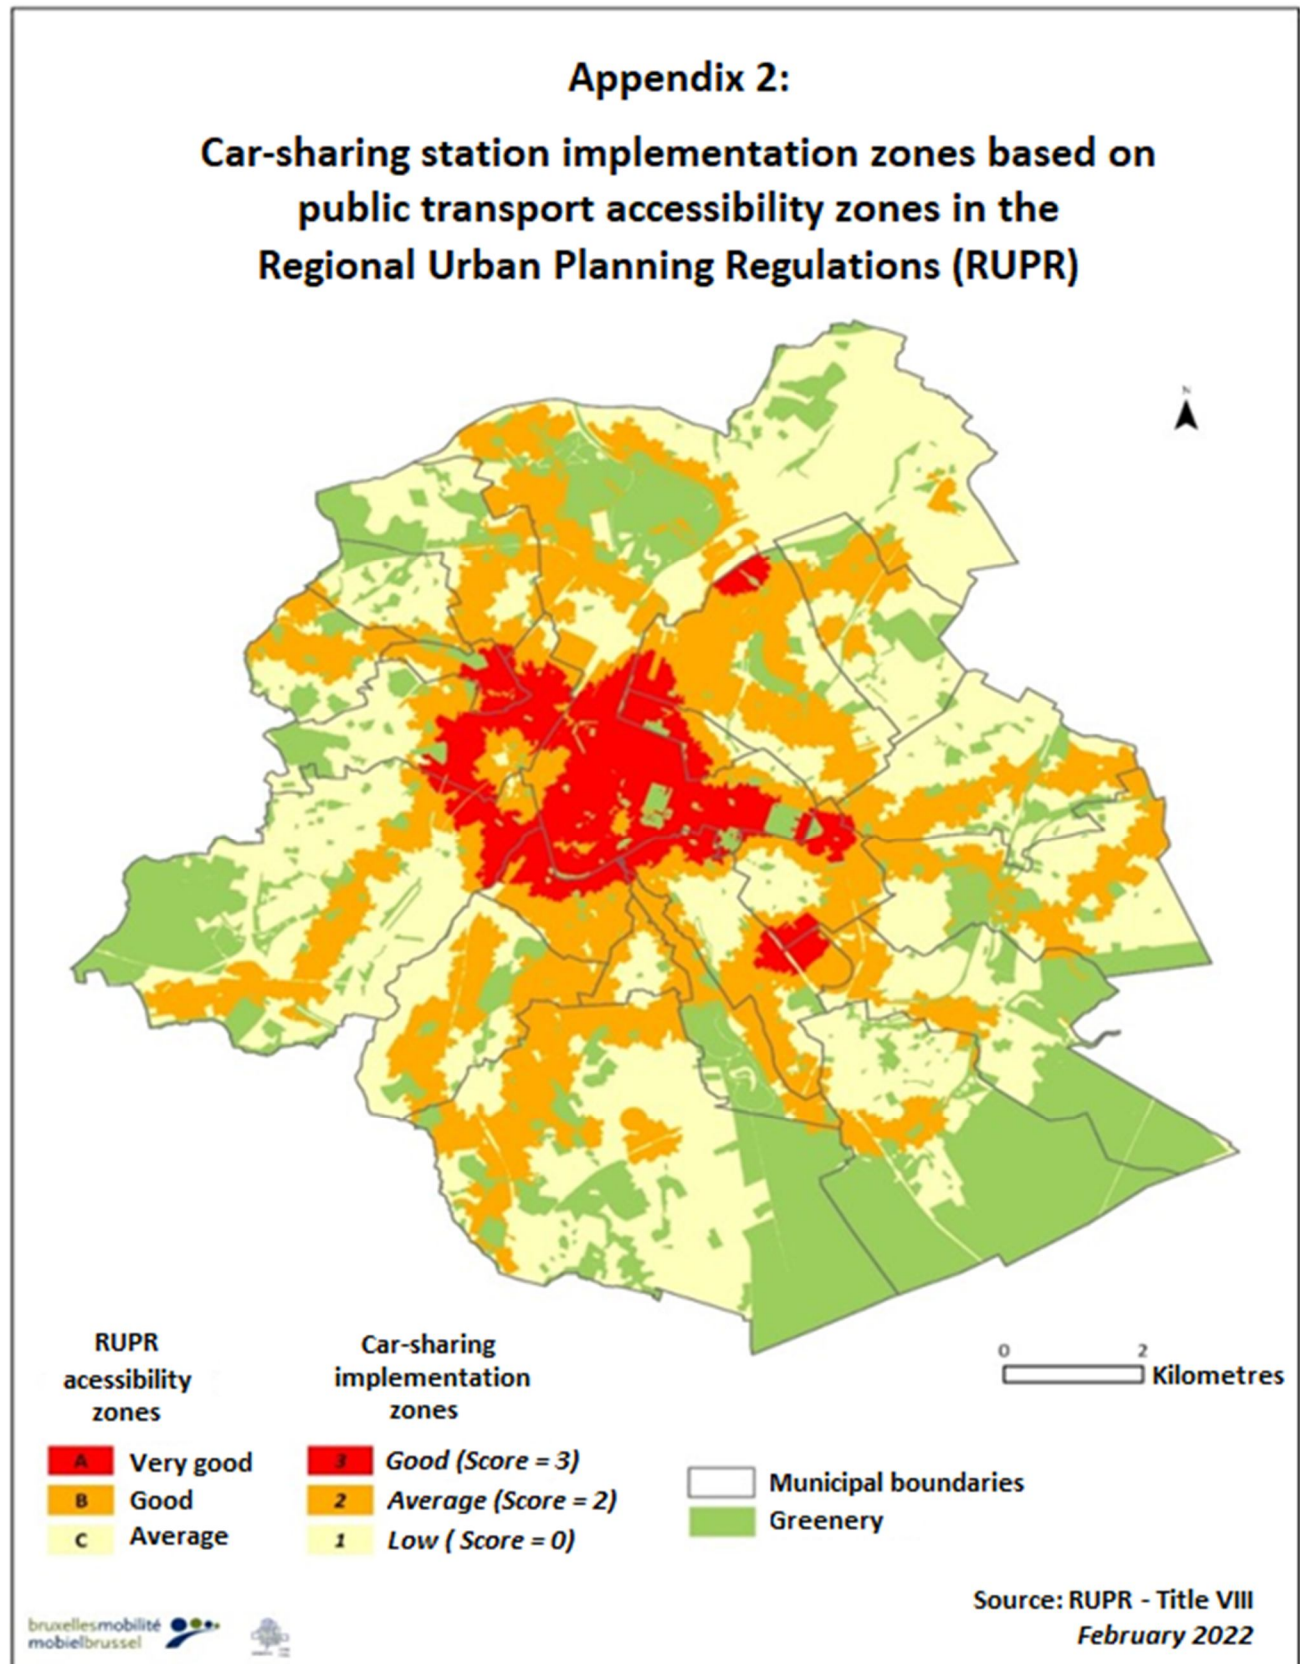 Appendix 2:
Car-sharing station implementation zones based on
public transport accessibility zones in the
Regional Urban Planning Regulations (RUPR)
N
RUPR
acessibility
zones
A Very good
B Good
C Average
Car-sharing
implementation
zones
3 Good (Score = 3)
2 Average (Score = 2)
1 Low ( Score = 0)
Municipal boundaries
Greenery
0 2
Kilometres
Source: RUPR - Title VIII
February 2022
bruxellesmobilité
mobielbrussel